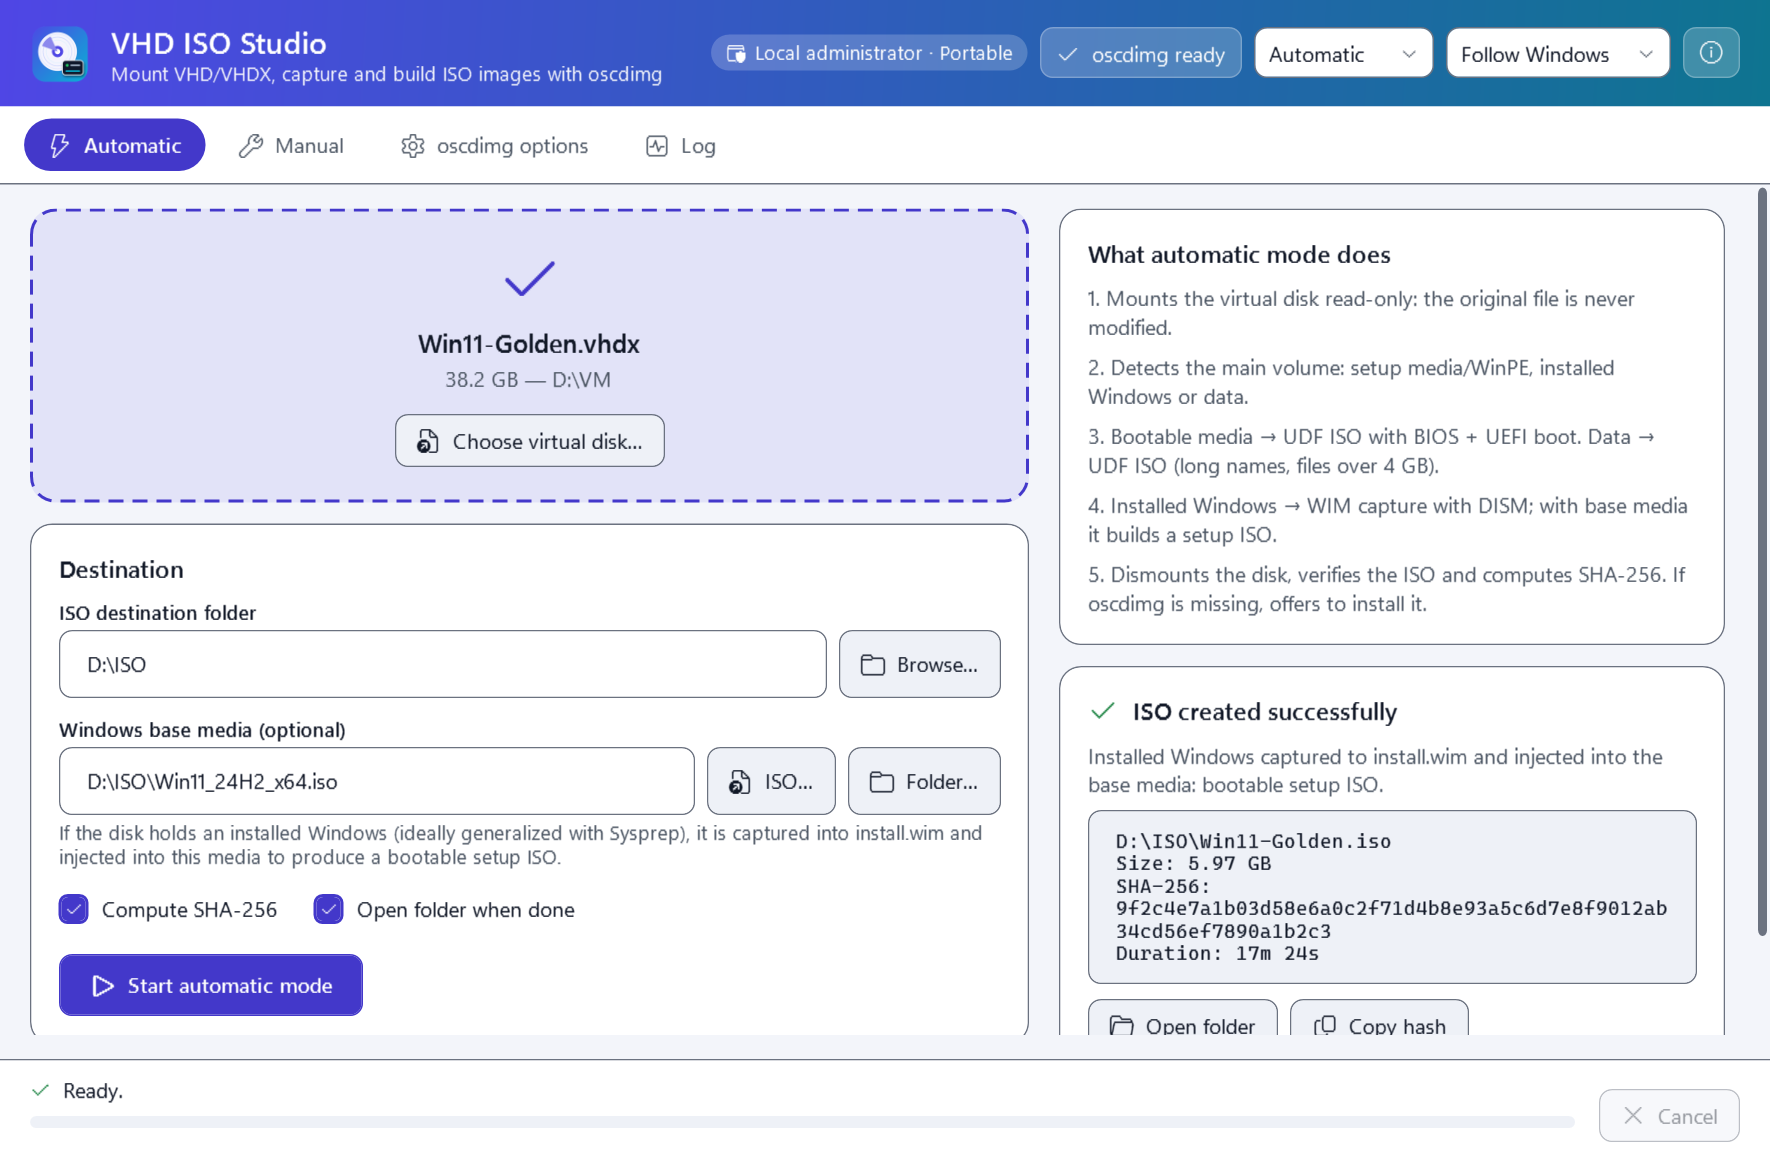 VHD ISO Studio
Mount VHD/VHDX, capture and build ISO images with oscdimg
Local administrator · Portable
oscdimg ready
Automatic
Follow Windows
Automatic
Manual
oscdimg options
Log
Win11-Golden.vhdx
38.2 GB — D:\VM
Choose virtual disk...
Destination
ISO destination folder
D:\ISO
Browse...
Windows base media (optional)
D:\ISO\Win11_24H2_x64.iso
ISO...
Folder...
If the disk holds an installed Windows (ideally generalized with Sysprep), it is captured into install.wim and
injected into this media to produce a bootable setup ISO.
Compute SHA-256
Open folder when done
Start automatic mode
What automatic mode does
1. Mounts the virtual disk read-only: the original file is never
modified.
2. Detects the main volume: setup media/WinPE, installed
Windows or data.
3. Bootable media → UDF ISO with BIOS + UEFI boot. Data →
UDF ISO (long names, files over 4 GB).
4. Installed Windows → WIM capture with DISM; with base media
it builds a setup ISO.
5. Dismounts the disk, verifies the ISO and computes SHA-256. If
oscdimg is missing, offers to install it.
ISO created successfully
Installed Windows captured to install.wim and injected into the
base media: bootable setup ISO.
D:\ISO\Win11-Golden.iso
Size: 5.97 GB
SHA-256:
9f2c4e7a1b03d58e6a0c2f71d4b8e93a5c6d7e8f9012ab
34cd56ef7890a1b2c3
Duration: 17m 24s
Open folder
Copy hash
Ready.
Cancel